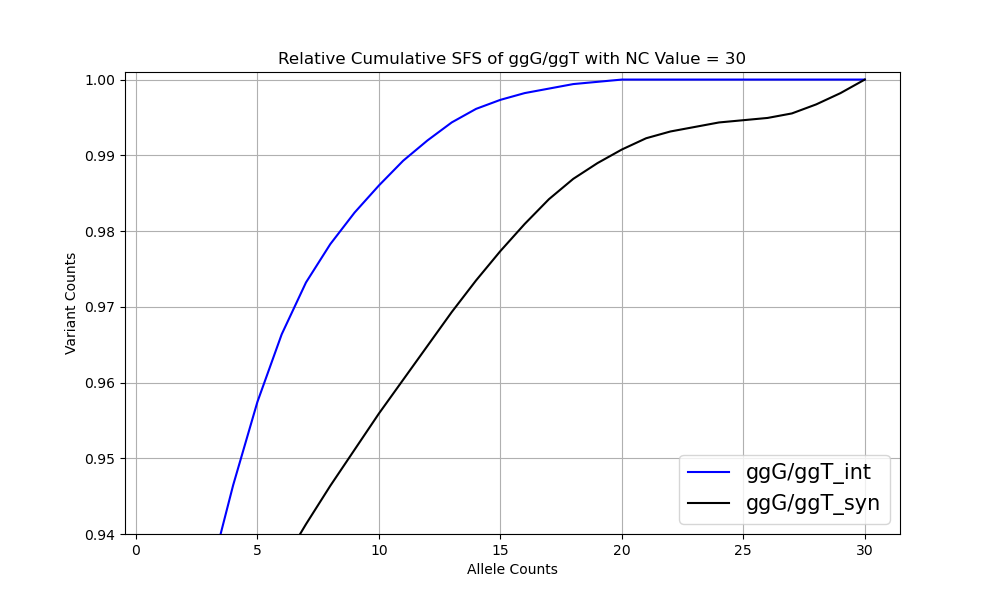 Relative Cumulative SFS of ggG/ggT with NC Value = 30
Variant Counts
1.00
0.99
0.98
0.97
0.96
0.95
0.94
0 5 10 15 20 25 30
Allele Counts
ggG/ggT_int
ggG/ggT_syn